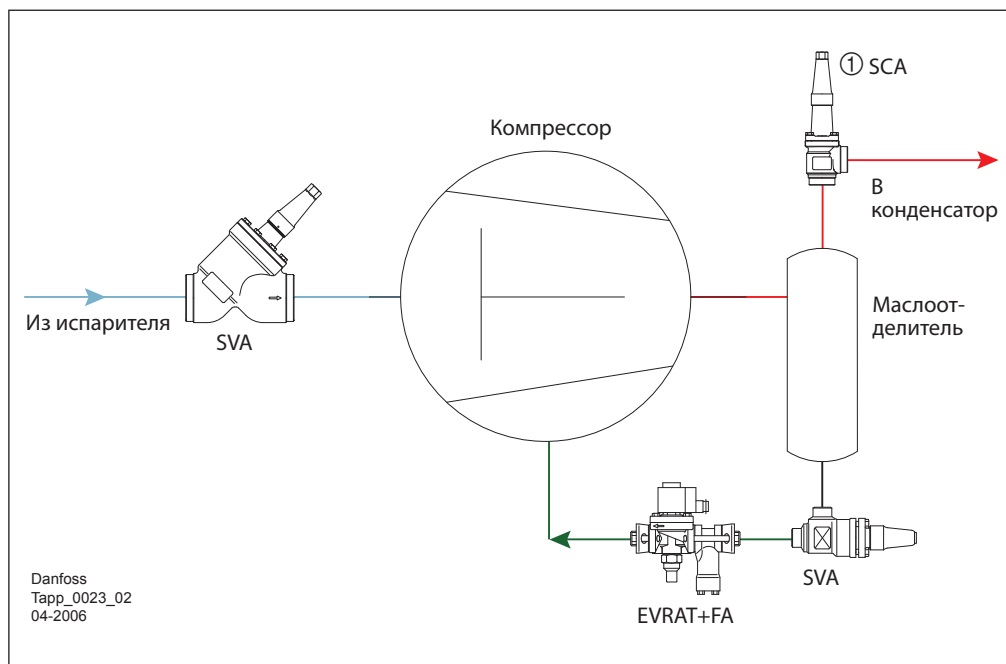 ① SCA
Компрессор
В
конденсатор
Из испарителя
SVA
Маслоот-
делитель
SVA
EVRAT+FA
Danfoss
Tapp_0023_02
04-2006